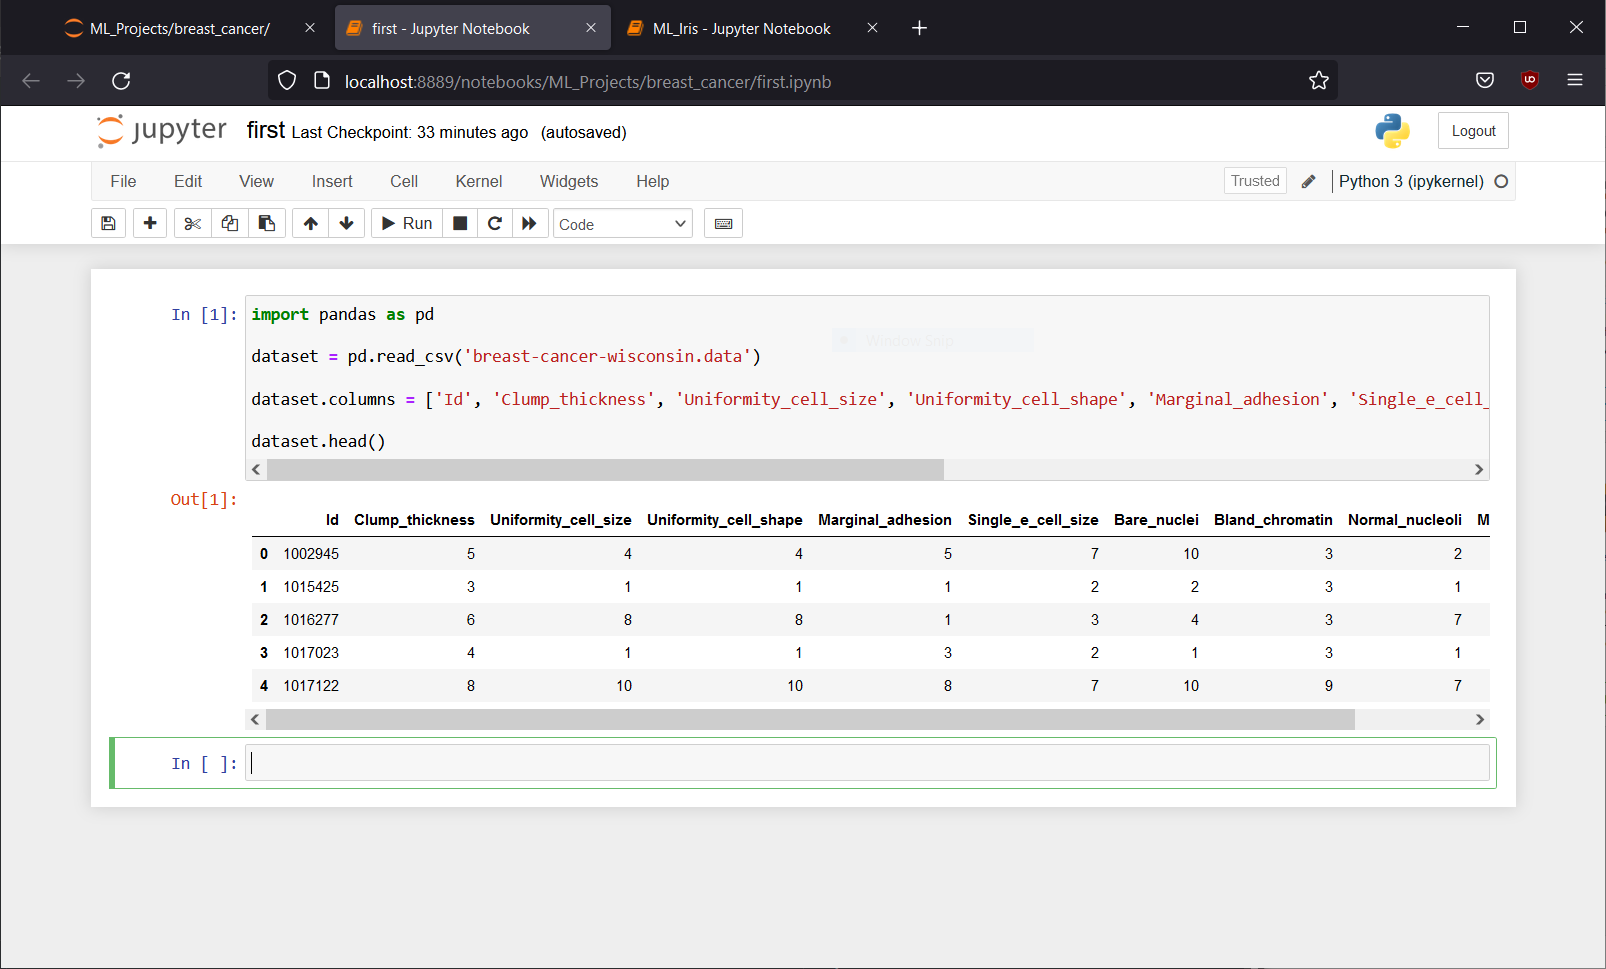 ML_Projects/breast_cancer/
first - Jupyter Notebook
ML_Iris - Jupyter Notebook
localhost:8889/notebooks/ML_Projects/breast_cancer/first.ipynb
jupyter first Last Checkpoint: 33 minutes ago (autosaved)
Logout
File Edit View Insert Cell Kernel Widgets Help
Trusted Python 3 (ipykernel)
Run Code
In [1]: import pandas as pd
Window Snip
dataset = pd.read_csv('breast-cancer-wisconsin.data')
dataset.columns = ['Id', 'Clump_thickness', 'Uniformity_cell_size', 'Uniformity_cell_shape', 'Marginal_adhesion', 'Single_e_cell_
dataset.head()
Out[1]:
Id Clump_thickness Uniformity_cell_size Uniformity_cell_shape Marginal_adhesion Single_e_cell_size Bare_nuclei Bland_chromatin Normal_nucleoli M
0 1002945 5 4 4 5 7 10 3 2
1 1015425 3 1 1 1 2 2 3 1
2 1016277 6 8 8 1 3 4 3 7
3 1017023 4 1 1 3 2 1 3 1
4 1017122 8 10 10 8 7 10 9 7
In [ ]: